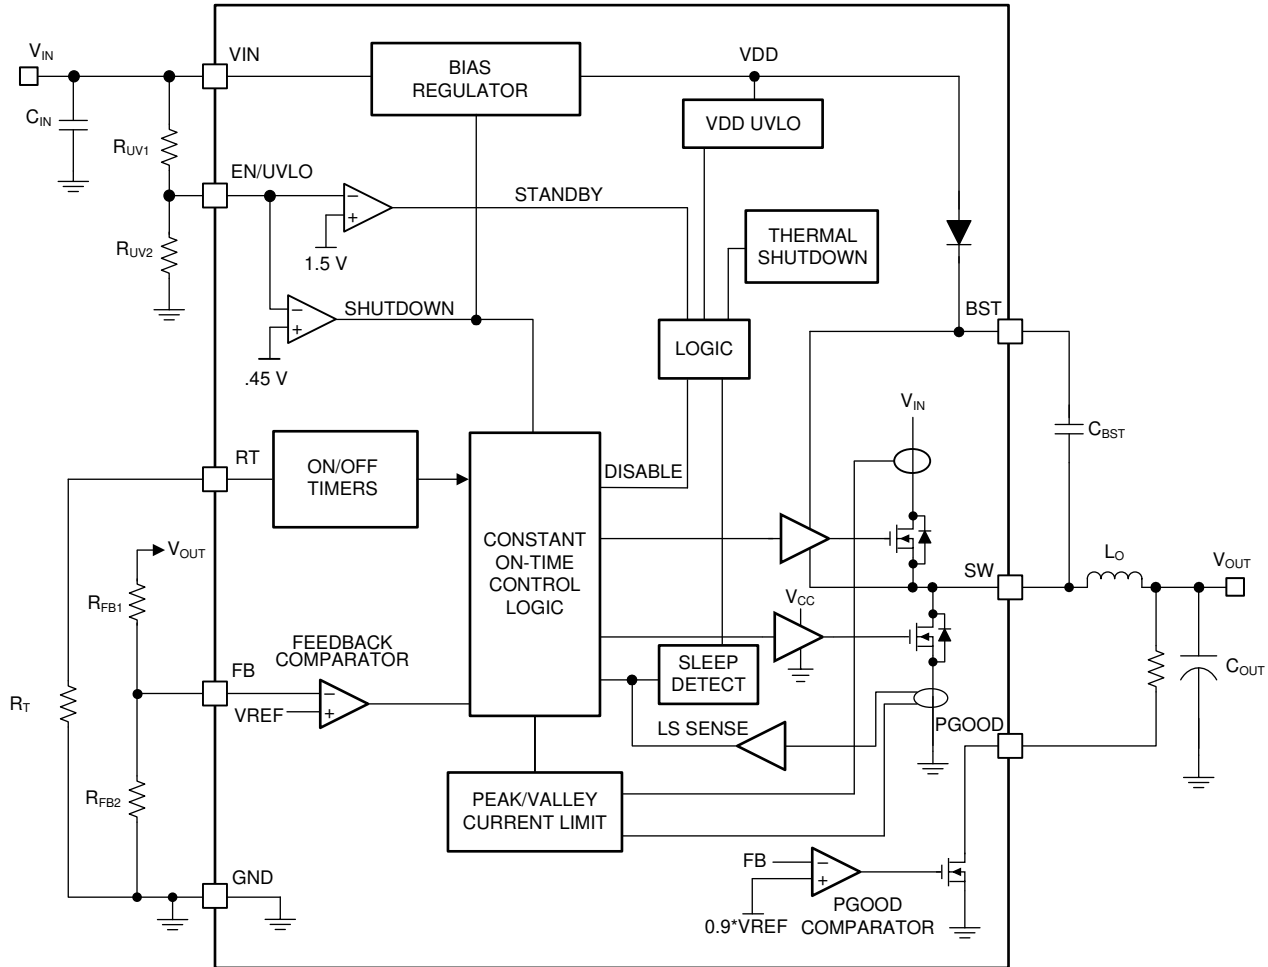 VIN
VIN
BIAS
REGULATOR
VDD
CIN
RUV1
VDD UVLO
EN/UVLO
STANDBY
RUV2
1.5 V
THERMAL
SHUTDOWN
SHUTDOWN
BST
LOGIC
.45 V
VIN
CBST
RT
ON/OFF
TIMERS
DISABLE
CONSTANT
ON-TIME
CONTROL
LOGIC
VOUT
LO
VOUT
SW
RFB1
VCC
FEEDBACK
COMPARATOR
SLEEP
DETECT
COUT
FB
VREF
RT
LS SENSE
PGOOD
RFB2
PEAK/VALLEY
CURRENT LIMIT
FB
GND
PGOOD
COMPARATOR
0.9*VREF